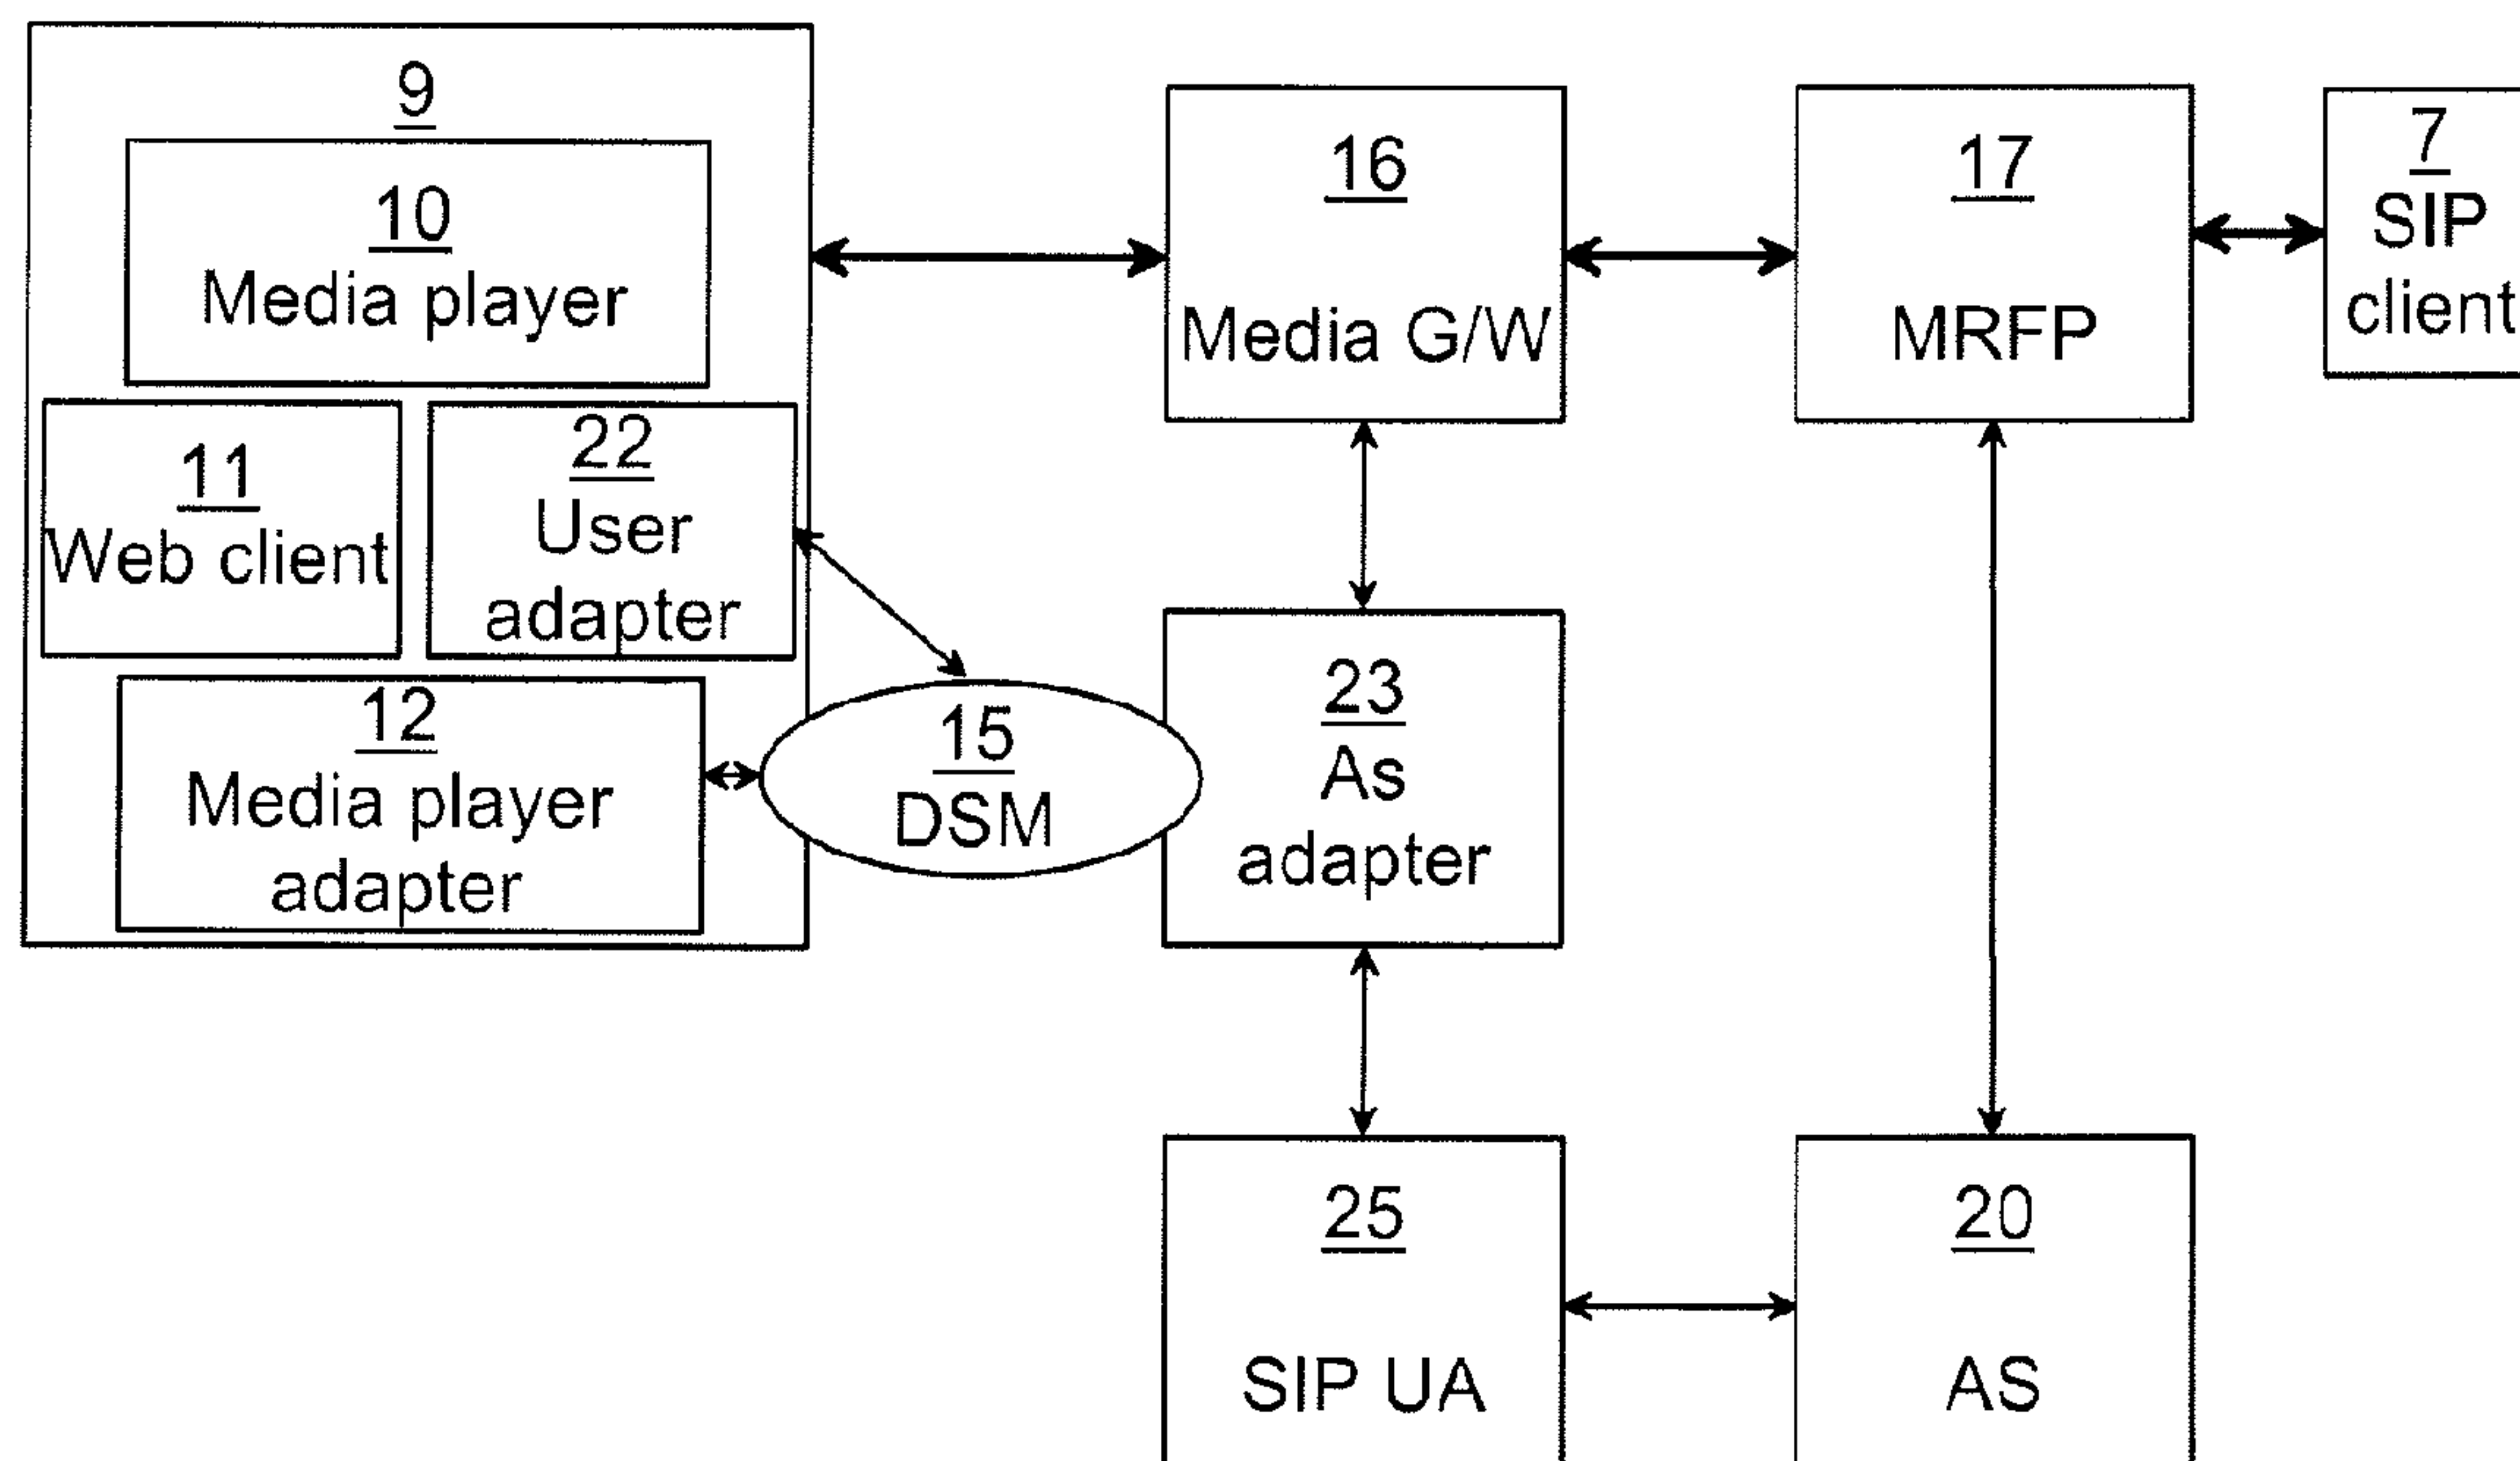 9
10
Media player
11
Web client
22
User
adapter
12
Media player
adapter
15
DSM
16
Media G/W
17
MRFP
7
SIP
client
23
As
adapter
25
SIP UA
20
AS